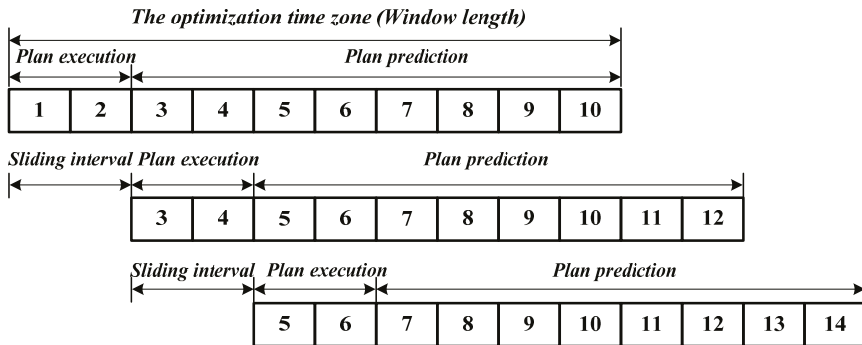 The optimization time zone (Window length)
Plan execution Plan prediction
1 2 3 4 5 6 7 8 9 10
Sliding interval Plan execution Plan prediction
3 4 5 6 7 8 9 10 11 12
Sliding interval Plan execution Plan prediction
5 6 7 8 9 10 11 12 13 14